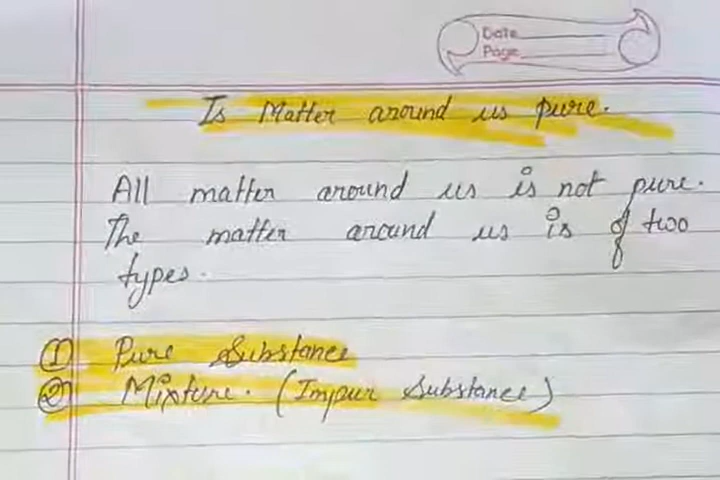 Date
Page
Is Matter around us pure.
All matter around us is not pure.
The matter around us is of two
types.
① Pure Substance
② Mixture. (Impur Substance)